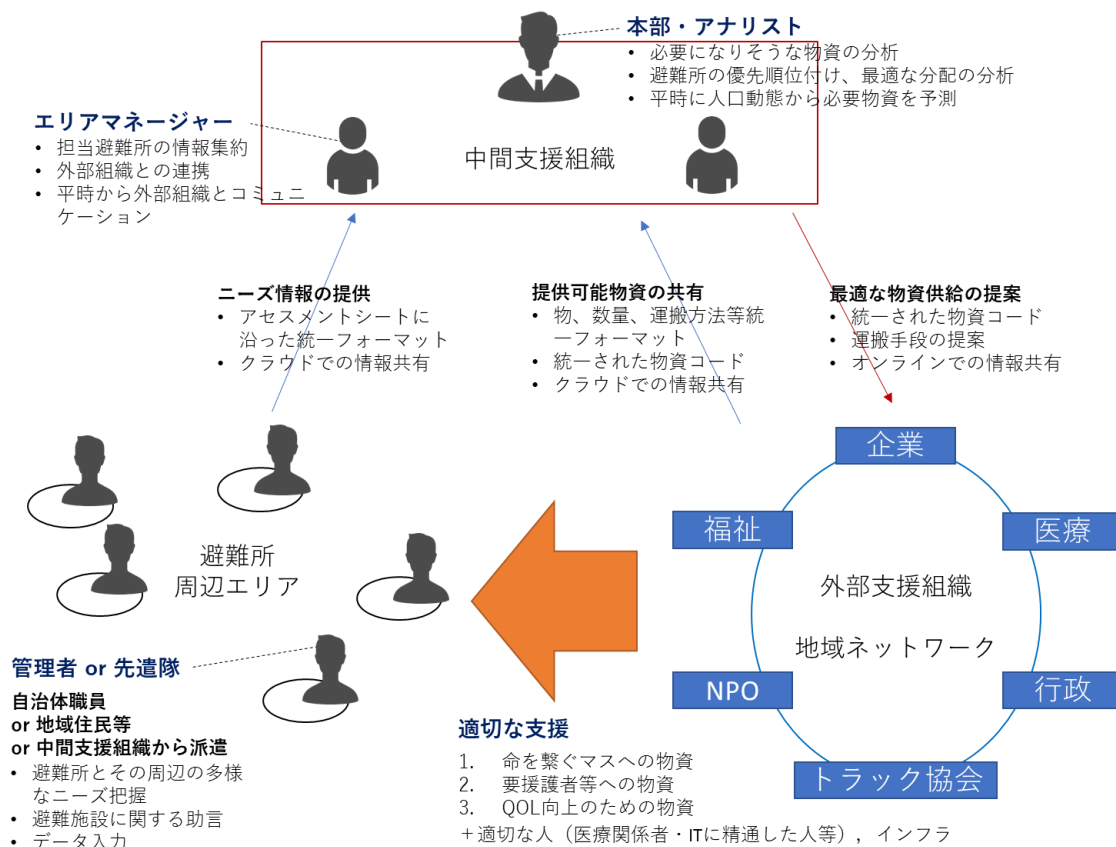 本部・アナリスト
• 必要になりそうな物資の分析
• 避難所の優先順位付け、最適な分配の分析
• 平時に人口動態から必要物資を予測
エリアマネージャー
• 担当避難所の情報集約
• 外部組織との連携
• 平時から外部組織とコミュニ
ケーション
中間支援組織
ニーズ情報の提供
• アセスメントシートに
沿った統一フォーマット
• クラウドでの情報共有
提供可能物資の共有
• 物、数量、運搬方法等統
一フォーマット
• 統一された物資コード
• クラウドでの情報共有
最適な物資供給の提案
• 統一された物資コード
• 運搬手段の提案
• オンラインでの情報共有
避難所
周辺エリア
企業
福祉
医療
外部支援組織
地域ネットワーク
NPO
行政
トラック協会
管理者 or 先遣隊
自治体職員
or 地域住民等
or 中間支援組織から派遣
• 避難所とその周辺の多様
なニーズ把握
• 避難施設に関する助言
• データ入力
適切な支援
1. 命を繋ぐマスへの物資
2. 要援護者等への物資
3. QOL向上のための物資
＋適切な人（医療関係者・ITに精通した人等）, インフラ